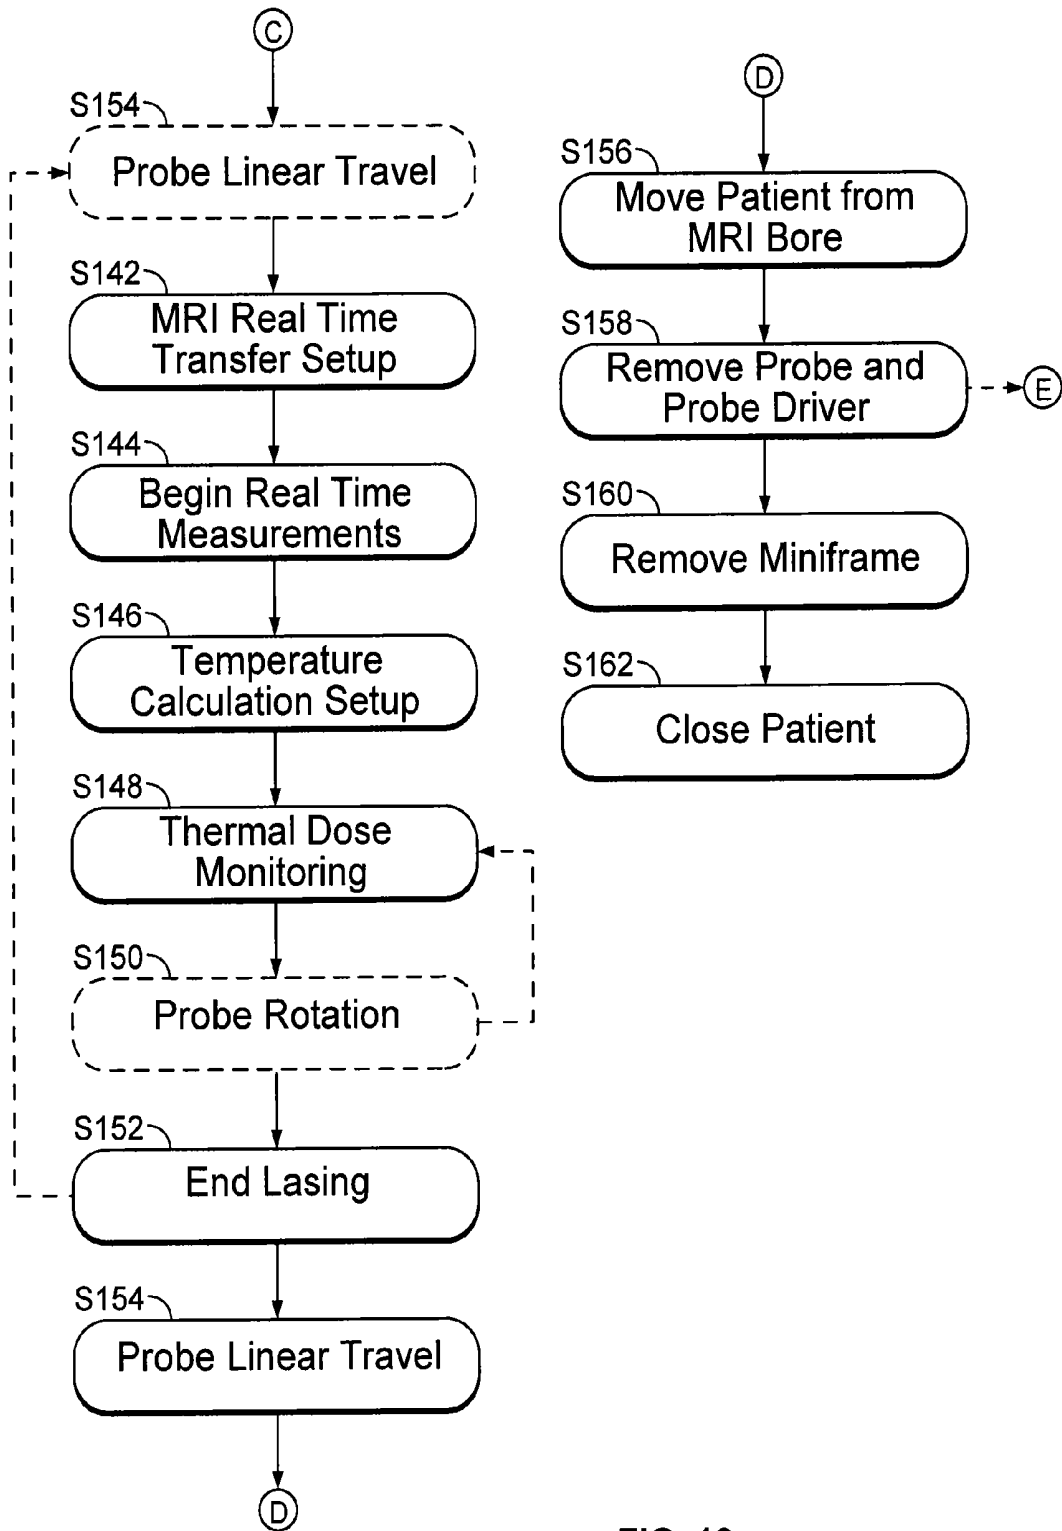 C
S154
Probe Linear Travel
S142
MRI Real Time
Transfer Setup
S144
Begin Real Time
Measurements
S146
Temperature
Calculation Setup
S148
Thermal Dose
Monitoring
S150
Probe Rotation
S152
End Lasing
S154
Probe Linear Travel
D
D
S156
Move Patient from
MRI Bore
S158
Remove Probe and
Probe Driver
E
S160
Remove Miniframe
S162
Close Patient